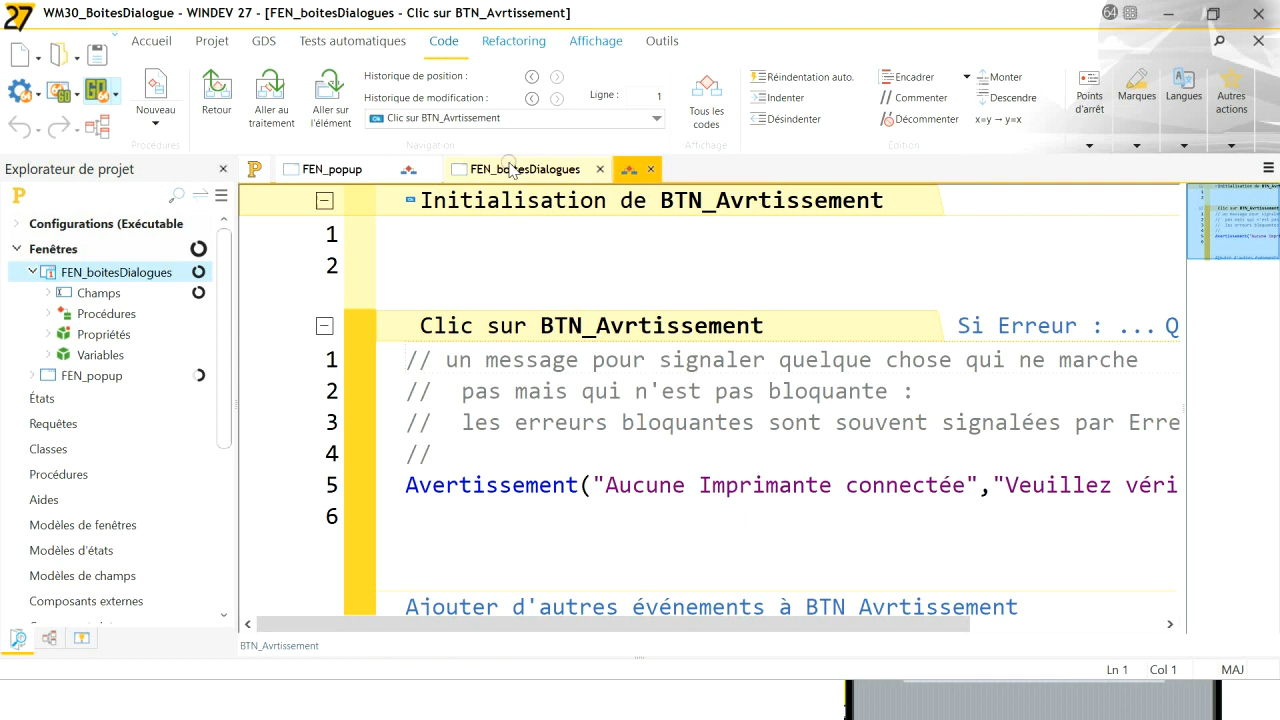 27 WM30_BoitesDialogue - WINDEV 27 - [FEN_boitesDialogues - Clic sur BTN_Avrtissement]
64
Accueil Projet GDS Tests automatiques Code Refactoring Affichage Outils
Nouveau
Procédures
Retour
Aller au traitement
Aller sur l'élément
Historique de position :
Historique de modification :
Ligne : 1
Clic sur BTN_Avrtissement
Navigation
Tous les codes
Affichage
Réindentation auto.
Indenter
Désindenter
Encadrer
// Commenter
Décommenter
Monter
Descendre
x=y → y=x
Edition
Points d'arrêt
Marques
Langues
Autres actions
Explorateur de projet
FEN_popup
FEN_boitesDialogues
Configurations (Exécutable
Fenêtres
FEN_boitesDialogues
Champs
Procédures
Propriétés
Variables
FEN_popup
États
Requêtes
Classes
Procédures
Aides
Modèles de fenêtres
Modèles d'états
Modèles de champs
Composants externes
Initialisation de BTN_Avrtissement
1
2
Clic sur BTN_Avrtissement Si Erreur : ... Q
1 // un message pour signaler quelque chose qui ne marche
2 // pas mais qui n'est pas bloquante :
3 // les erreurs bloquantes sont souvent signalées par Erre
4 //
5 Avertissement("Aucune Imprimante connectée","Veuillez véri
6
Ajouter d'autres événements à BTN Avrtissement
BTN_Avrtissement
Ln 1 Col 1 MAJ